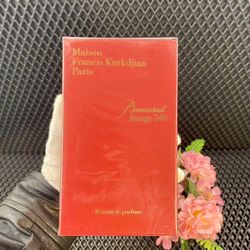 Maison
Francis Kurkdjian
Paris
Baccarat
Rouge 540
Extrait de parfum